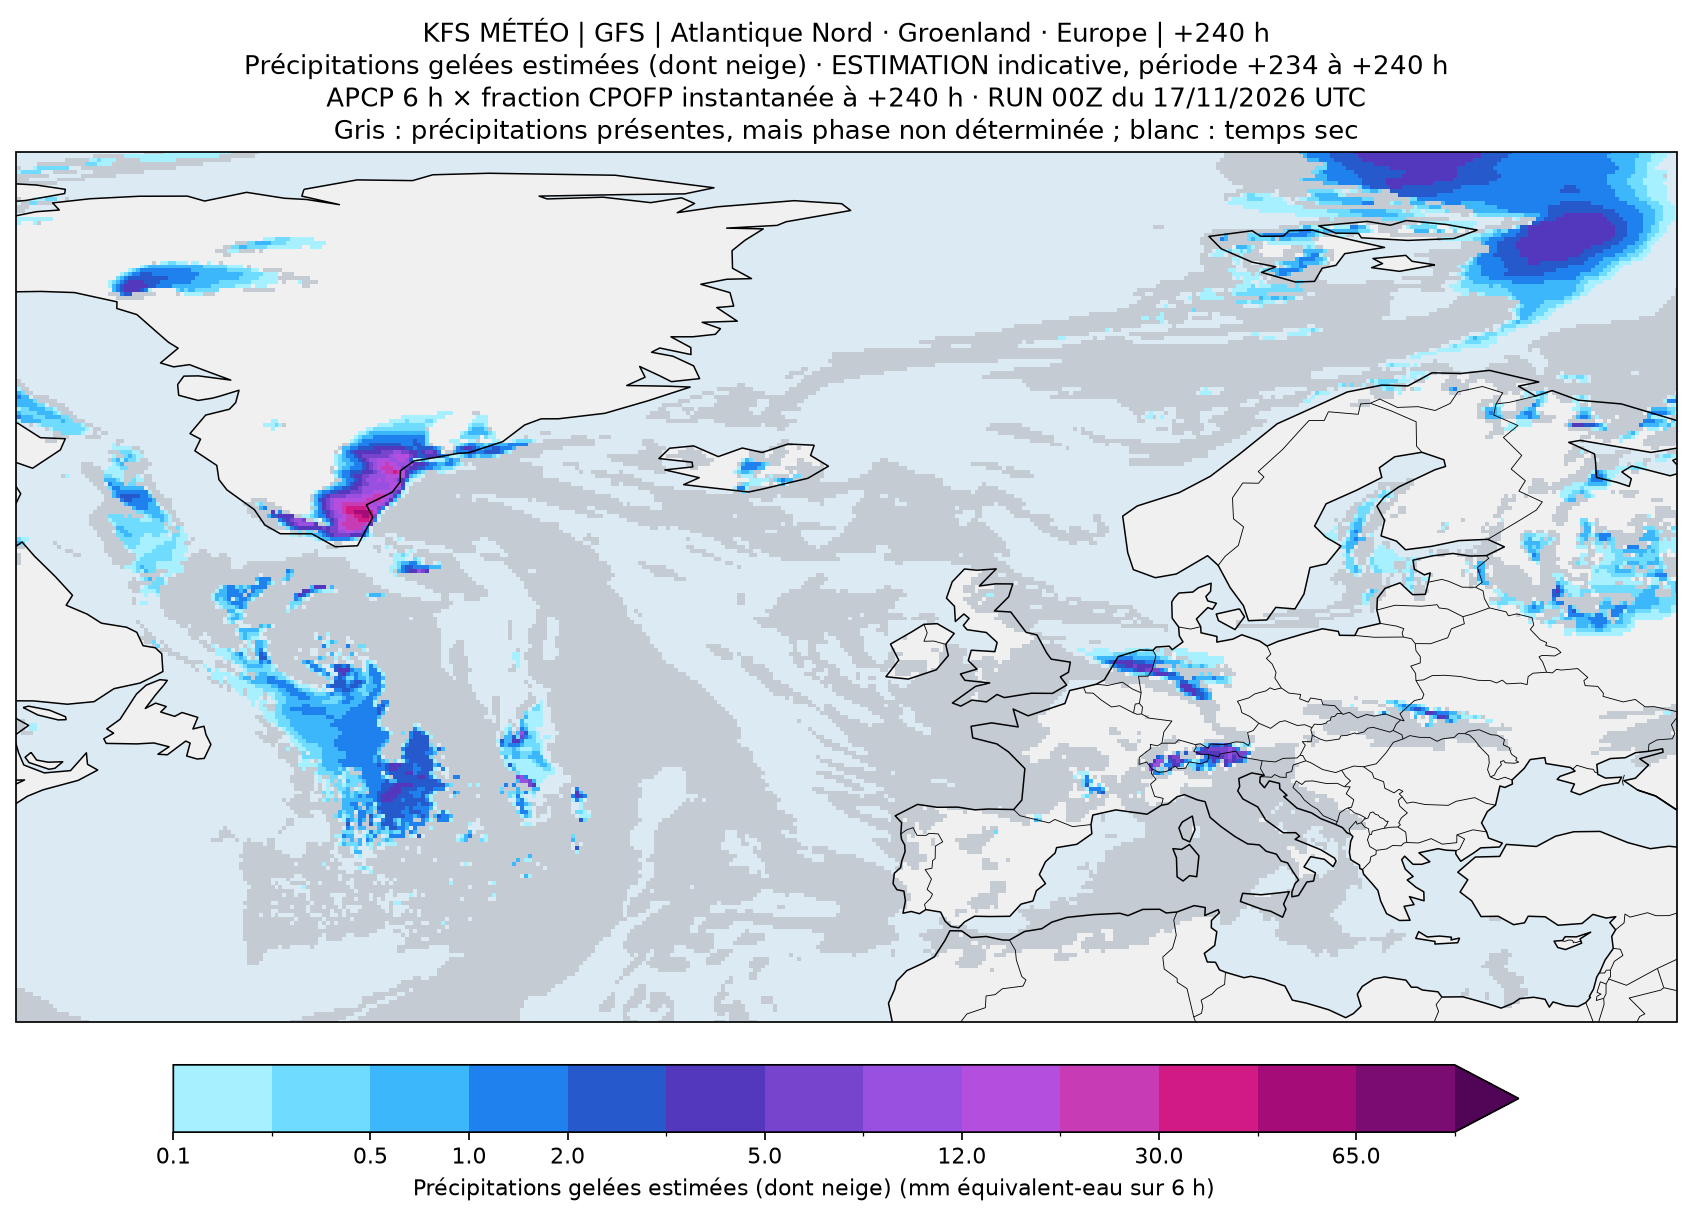 KFS MÉTÉO | GFS | Atlantique Nord · Groenland · Europe | +240 h
Précipitations gelées estimées (dont neige) · ESTIMATION indicative, période +234 à +240 h
APCP 6 h × fraction CPOFP instantanée à +240 h · RUN 00Z du 17/11/2026 UTC
Gris : précipitations présentes, mais phase non déterminée ; blanc : temps sec
0.1 0.5 1.0 2.0 5.0 12.0 30.0 65.0
Précipitations gelées estimées (dont neige) (mm équivalent-eau sur 6 h)